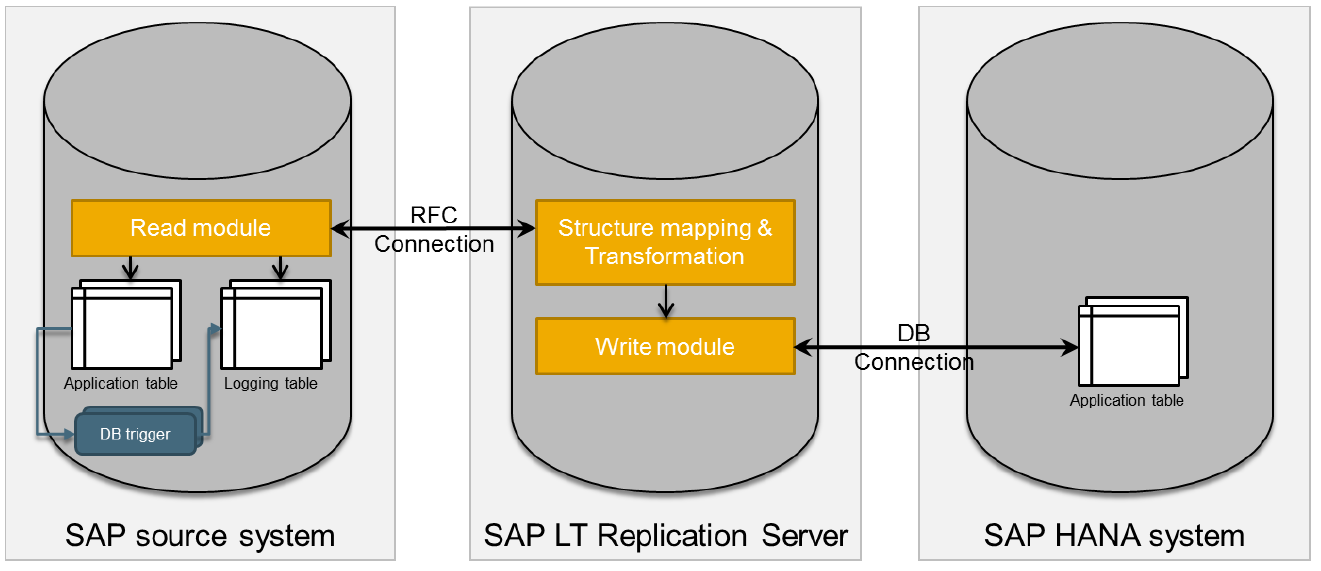 Read module
Application table
Logging table
DB trigger
SAP source system
RFC
Connection
Structure mapping &
Transformation
Write module
SAP LT Replication Server
DB
Connection
Application table
SAP HANA system